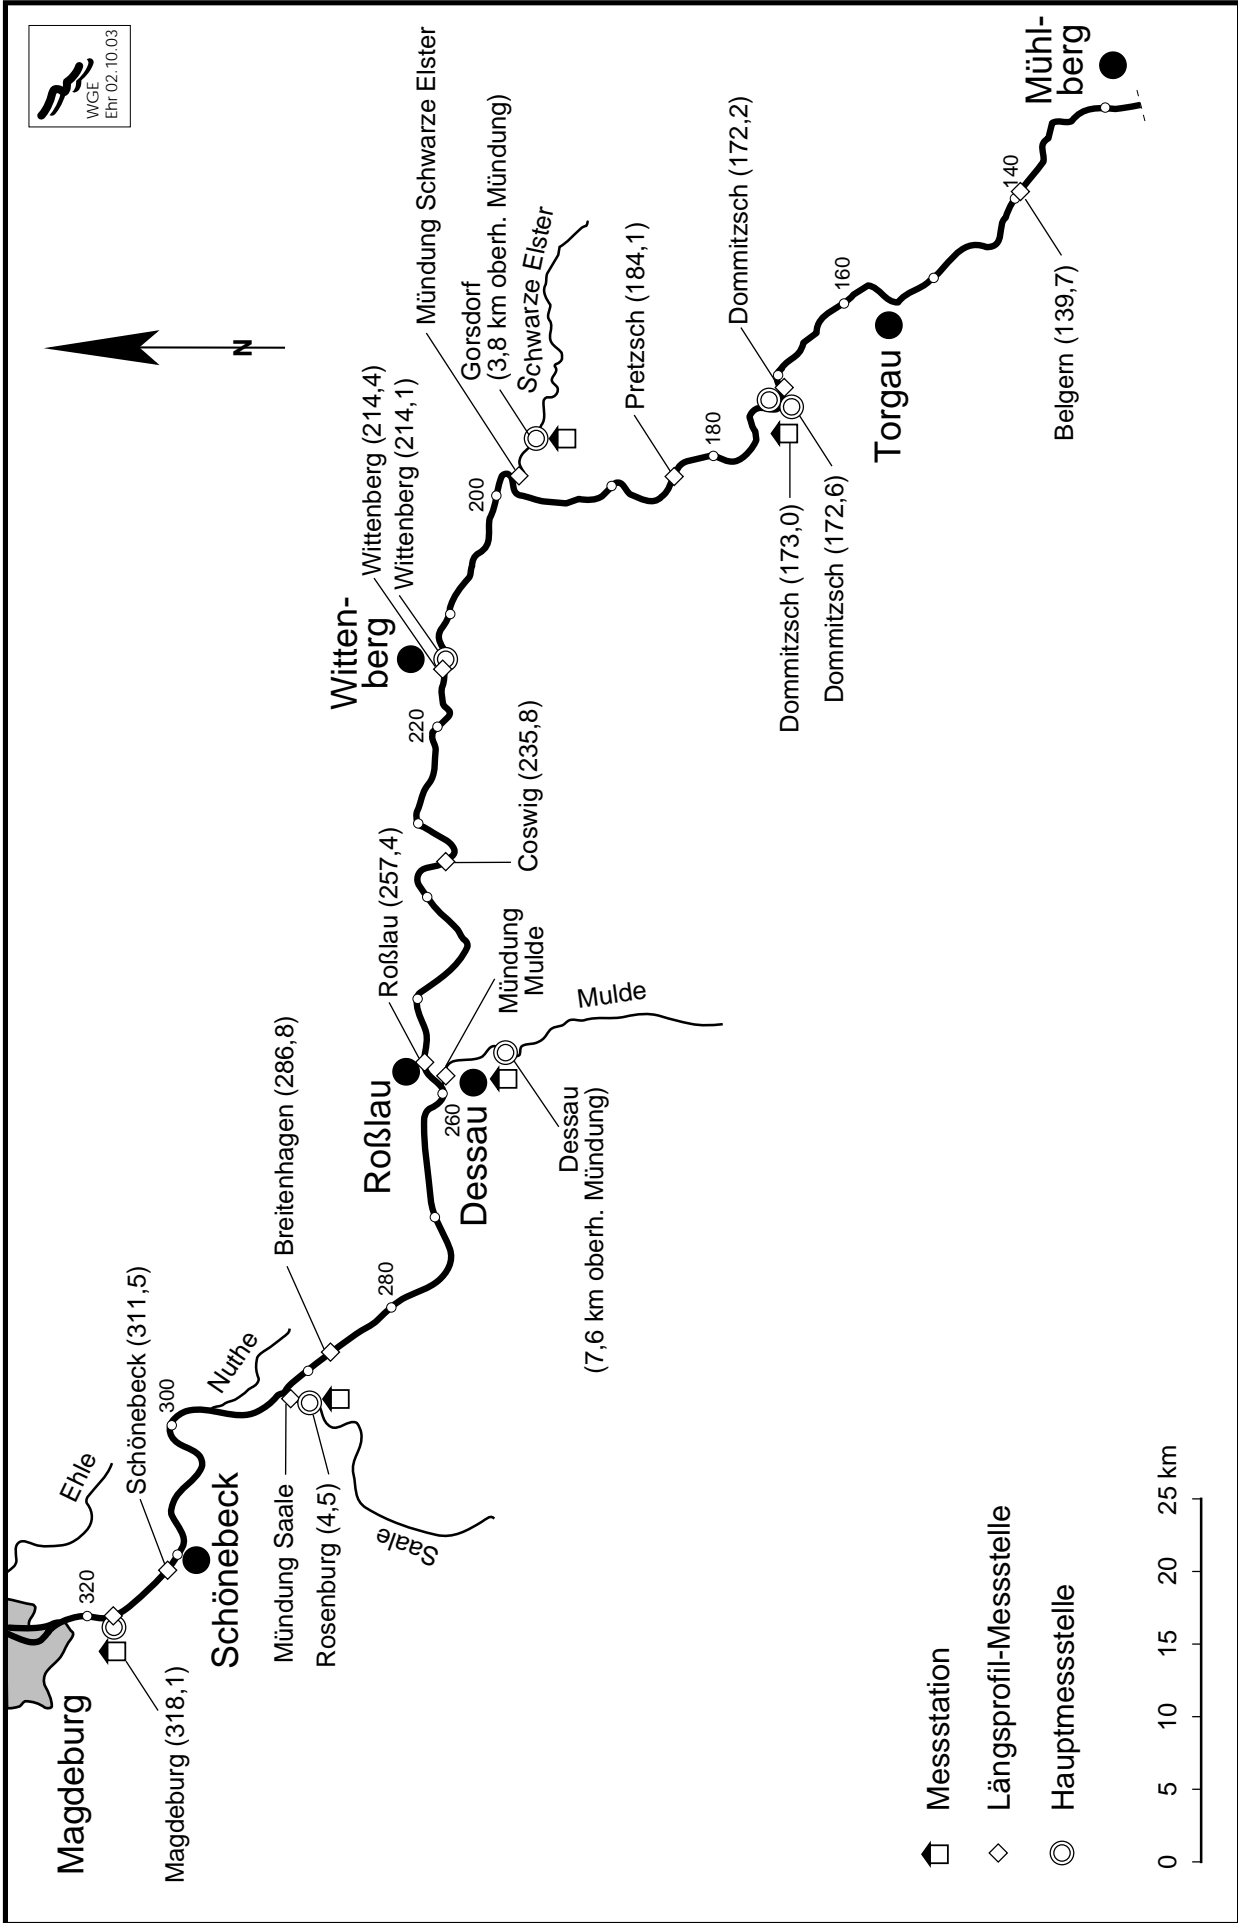 WGE
Ehr 02.10.03
N
Magdeburg
Magdeburg (318,1)
320
Ehle
Schönebeck (311,5)
Schönebeck
300
Nuthe
Mündung Saale
Rosenburg (4,5)
Saale
Breitenhagen (286,8)
280
Roßlau
Roßlau (257,4)
260
Dessau
Dessau
(7,6 km oberh. Mündung)
Mündung
Mulde
Mulde
Coswig (235,8)
220
Witten-
berg
Wittenberg (214,4)
Wittenberg (214,1)
200
Mündung Schwarze Elster
Gorsdorf
(3,8 km oberh. Mündung)
Schwarze Elster
Pretzsch (184,1)
180
Dommitzsch (172,2)
Dommitzsch (173,0)
Dommitzsch (172,6)
160
Torgau
140
Belgern (139,7)
Mühl-
berg
Messstation
Längsprofil-Messstelle
Hauptmessstelle
0 5 10 15 20 25 km